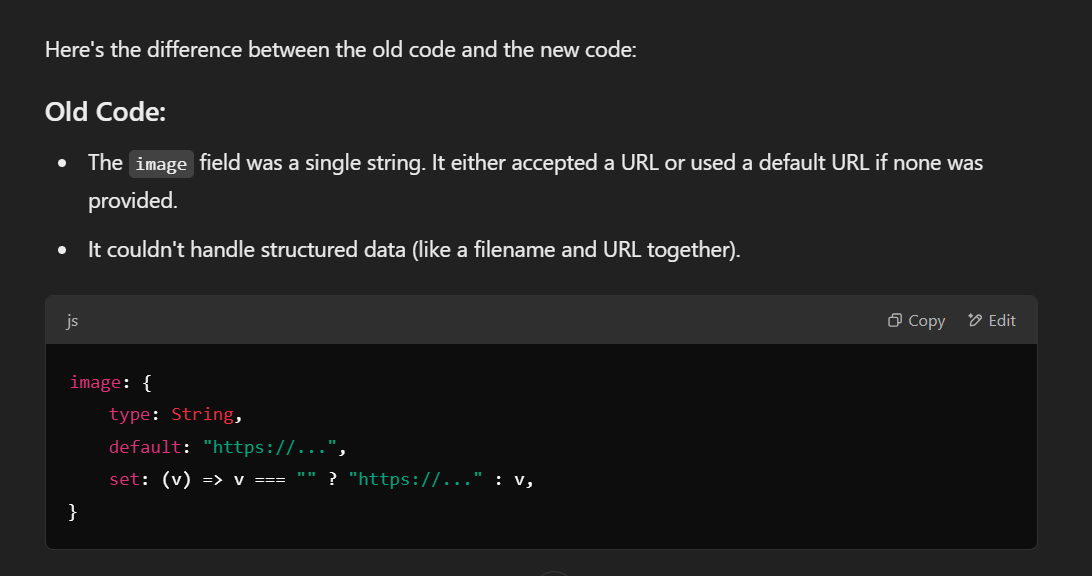 Here's the difference between the old code and the new code:
Old Code:
• The image field was a single string. It either accepted a URL or used a default URL if none was
provided.
• It couldn't handle structured data (like a filename and URL together).
js Copy Edit
image: {
    type: String,
    default: "https://...",
    set: (v) => v === "" ? "https://..." : v,
}